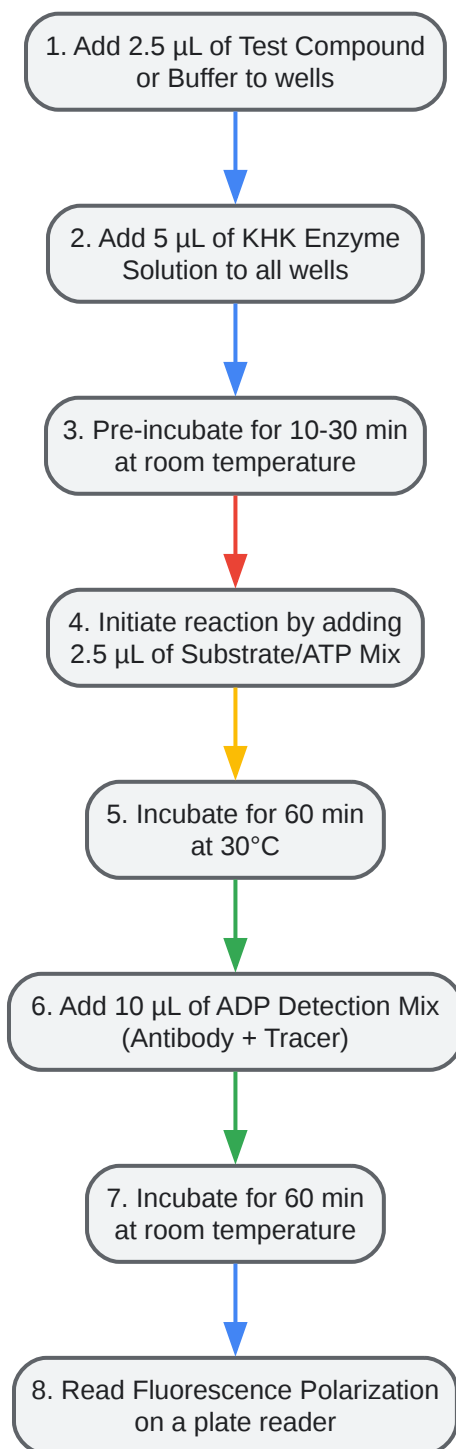 1. Add 2.5 µL of Test Compound
or Buffer to wells
2. Add 5 µL of KHK Enzyme
Solution to all wells
3. Pre-incubate for 10-30 min
at room temperature
4. Initiate reaction by adding
2.5 µL of Substrate/ATP Mix
5. Incubate for 60 min
at 30°C
6. Add 10 µL of ADP Detection Mix
(Antibody + Tracer)
7. Incubate for 60 min
at room temperature
8. Read Fluorescence Polarization
on a plate reader